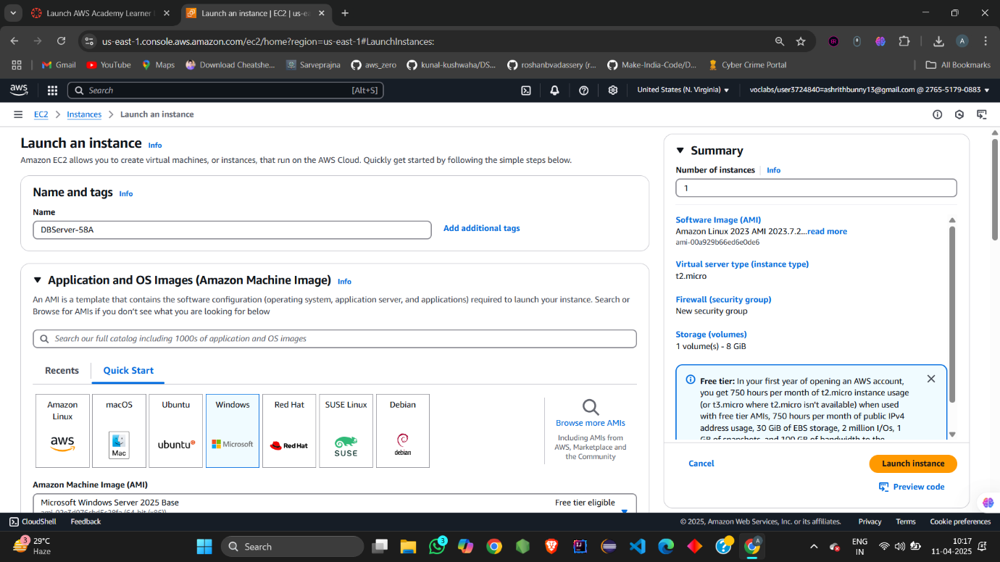 Launch AWS Academy Learner
Launch an instance | EC2 | us-ea
us-east-1.console.aws.amazon.com/ec2/home?region=us-east-1#LaunchInstances:
A
Gmail
YouTube
Maps
Download Cheatshe...
Sarveprajna
aws_zero
kunal-kushwaha/DS...
roshanbvadassery (r...
Make-India-Code/D...
Cyber Crime Portal
All Bookmarks
aws
Search
[Alt+S]
United States (N. Virginia)
voclabs/user3724840=ashrithbunny13@gmail.com @ 2765-5179-0883
EC2
Instances
Launch an instance
Launch an instance Info
Amazon EC2 allows you to create virtual machines, or instances, that run on the AWS Cloud. Quickly get started by following the simple steps below.
Name and tags Info
Name
DBServer-58A
Add additional tags
Application and OS Images (Amazon Machine Image) Info
An AMI is a template that contains the software configuration (operating system, application server, and applications) required to launch your instance. Search or
Browse for AMIs if you don't see what you are looking for below
Search our full catalog including 1000s of application and OS images
Recents
Quick Start
Amazon
Linux
aws
macOS
Mac
Ubuntu
ubuntu
Windows
Microsoft
Red Hat
Red Hat
SUSE Linux
SUSE
Debian
debian
Browse more AMIs
Including AMIs from
AWS, Marketplace and
the Community
Amazon Machine Image (AMI)
Microsoft Windows Server 2025 Base
Free tier eligible
Summary
Number of instances
Info
1
Software Image (AMI)
Amazon Linux 2023 AMI 2023.7.2...read more
ami-00a929b66ed6e0de6
Virtual server type (instance type)
t2.micro
Firewall (security group)
New security group
Storage (volumes)
1 volume(s) - 8 GiB
Free tier: In your first year of opening an AWS account,
you get 750 hours per month of t2.micro instance usage
(or t3.micro where t2.micro isn't available) when used
with free tier AMIs, 750 hours per month of public IPv4
address usage, 30 GiB of EBS storage, 2 million I/Os, 1
GB of snapshots, and 100 GB of bandwidth to the
Cancel
Launch instance
Preview code
CloudShell
Feedback
© 2025, Amazon Web Services, Inc. or its affiliates.
Privacy
Terms
Cookie preferences
3
29°C
Haze
Search
3
A
ENG
IN
10:17
11-04-2025